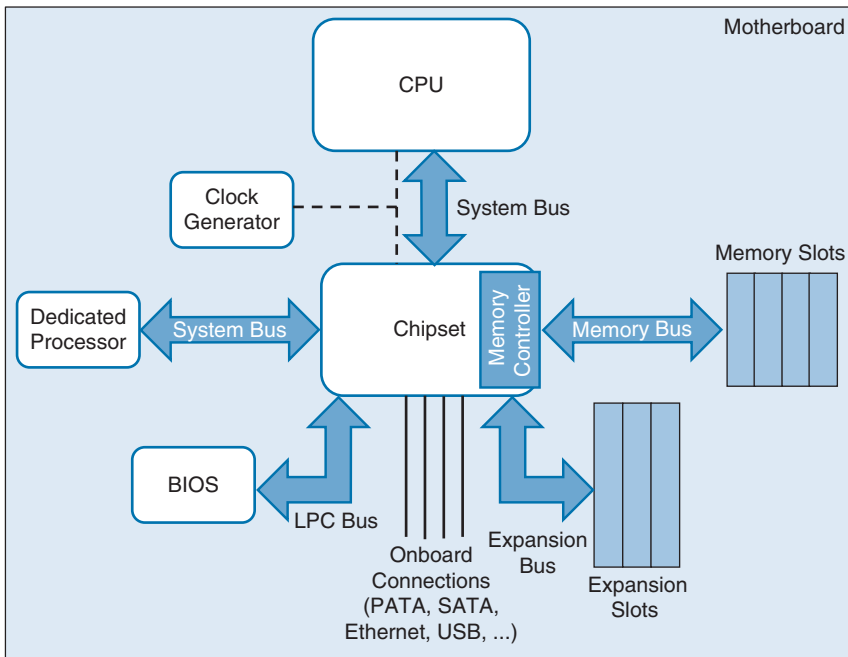 Motherboard
CPU
Clock
Generator
System Bus
Memory Slots
Dedicated
Processor
System Bus
Chipset
Memory
Controller
Memory Bus
BIOS
LPC Bus
Onboard
Connections
(PATA, SATA,
Ethernet, USB, ...)
Expansion
Bus
Expansion
Slots